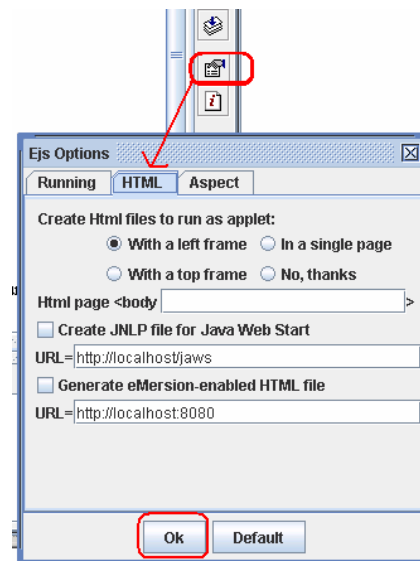 Ejs Options
Running HTML Aspect
Create Html files to run as applet:
With a left frame In a single page
With a top frame No, thanks
Html page <body >
Create JNLP file for Java Web Start
URL= http://localhost/jaws
Generate eMersion-enabled HTML file
URL= http://localhost:8080
Ok Default